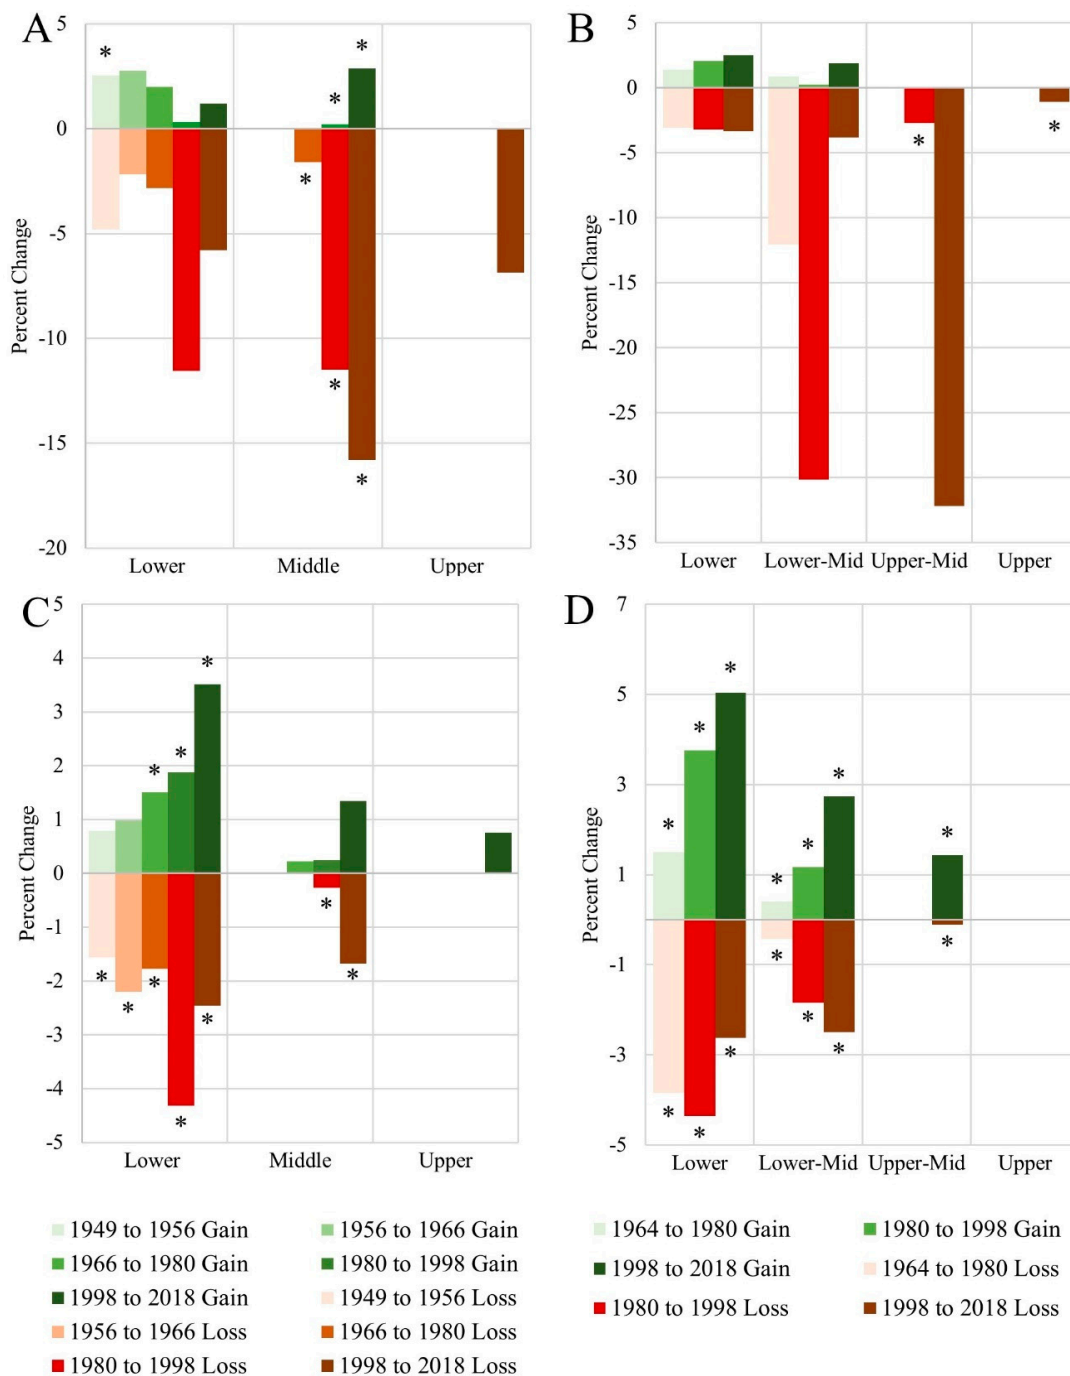 A
5
0
-5
-10
-15
-20
Percent Change
* * * * * * *
Lower Middle Upper
B
5
0
-5
-10
-15
-20
-25
-30
-35
Percent Change
* *
Lower Lower-Mid Upper-Mid Upper
C
5
4
3
2
1
0
-1
-2
-3
-4
-5
Percent Change
* * * * * * * * * *
Lower Middle Upper
D
7
5
3
1
-1
-3
-5
Percent Change
* * * * * * * * * * * * * *
Lower Lower-Mid Upper-Mid Upper
1949 to 1956 Gain 1956 to 1966 Gain
1966 to 1980 Gain 1980 to 1998 Gain
1998 to 2018 Gain 1949 to 1956 Loss
1956 to 1966 Loss 1966 to 1980 Loss
1980 to 1998 Loss 1998 to 2018 Loss
1964 to 1980 Gain 1980 to 1998 Gain
1998 to 2018 Gain 1964 to 1980 Loss
1980 to 1998 Loss 1998 to 2018 Loss